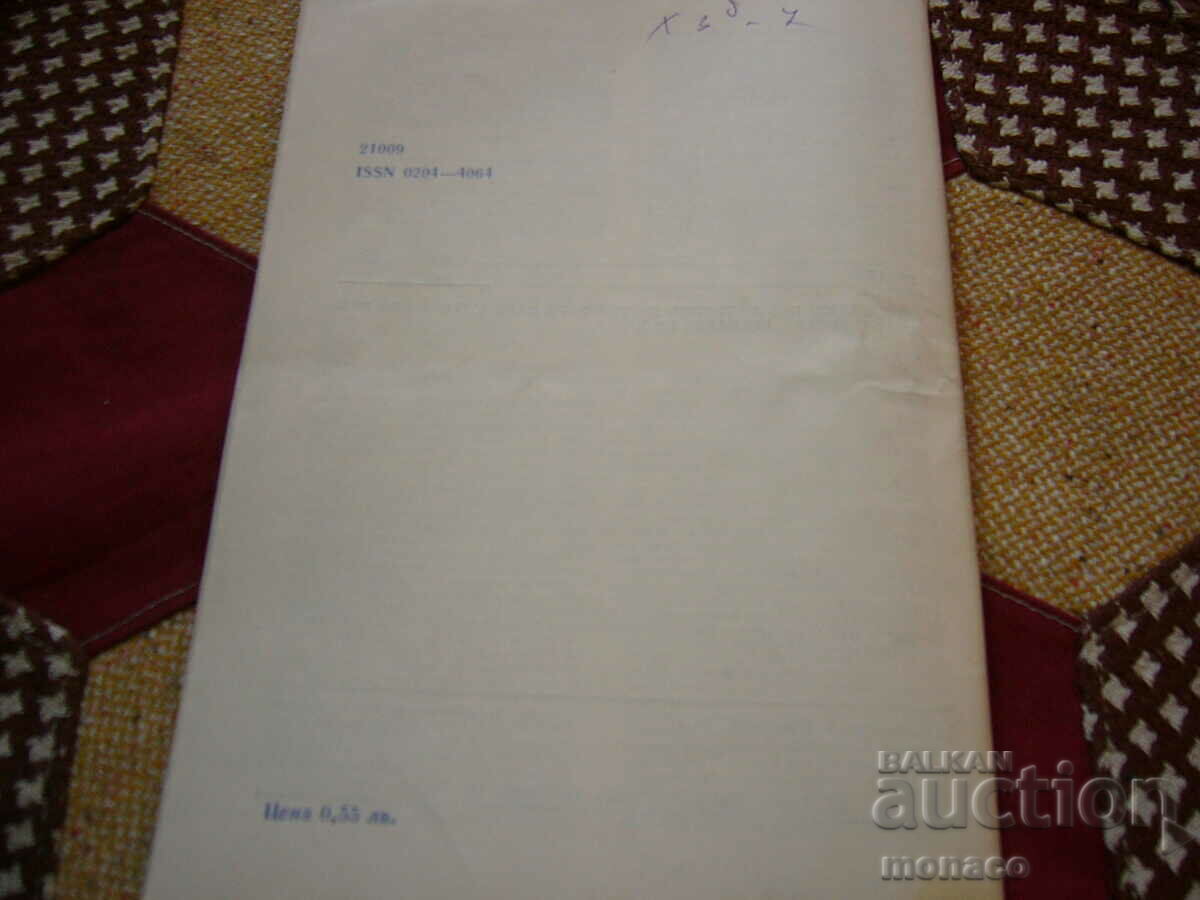 21009
ISSN 0204—4064
Цена 0,55 лв.
BALKAN
auction
monaco